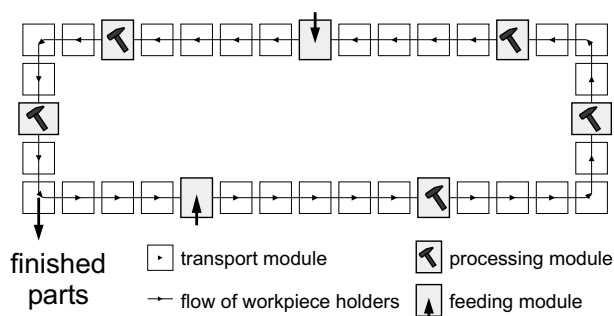 finished
parts
transport module
processing module
flow of workpiece holders
feeding module